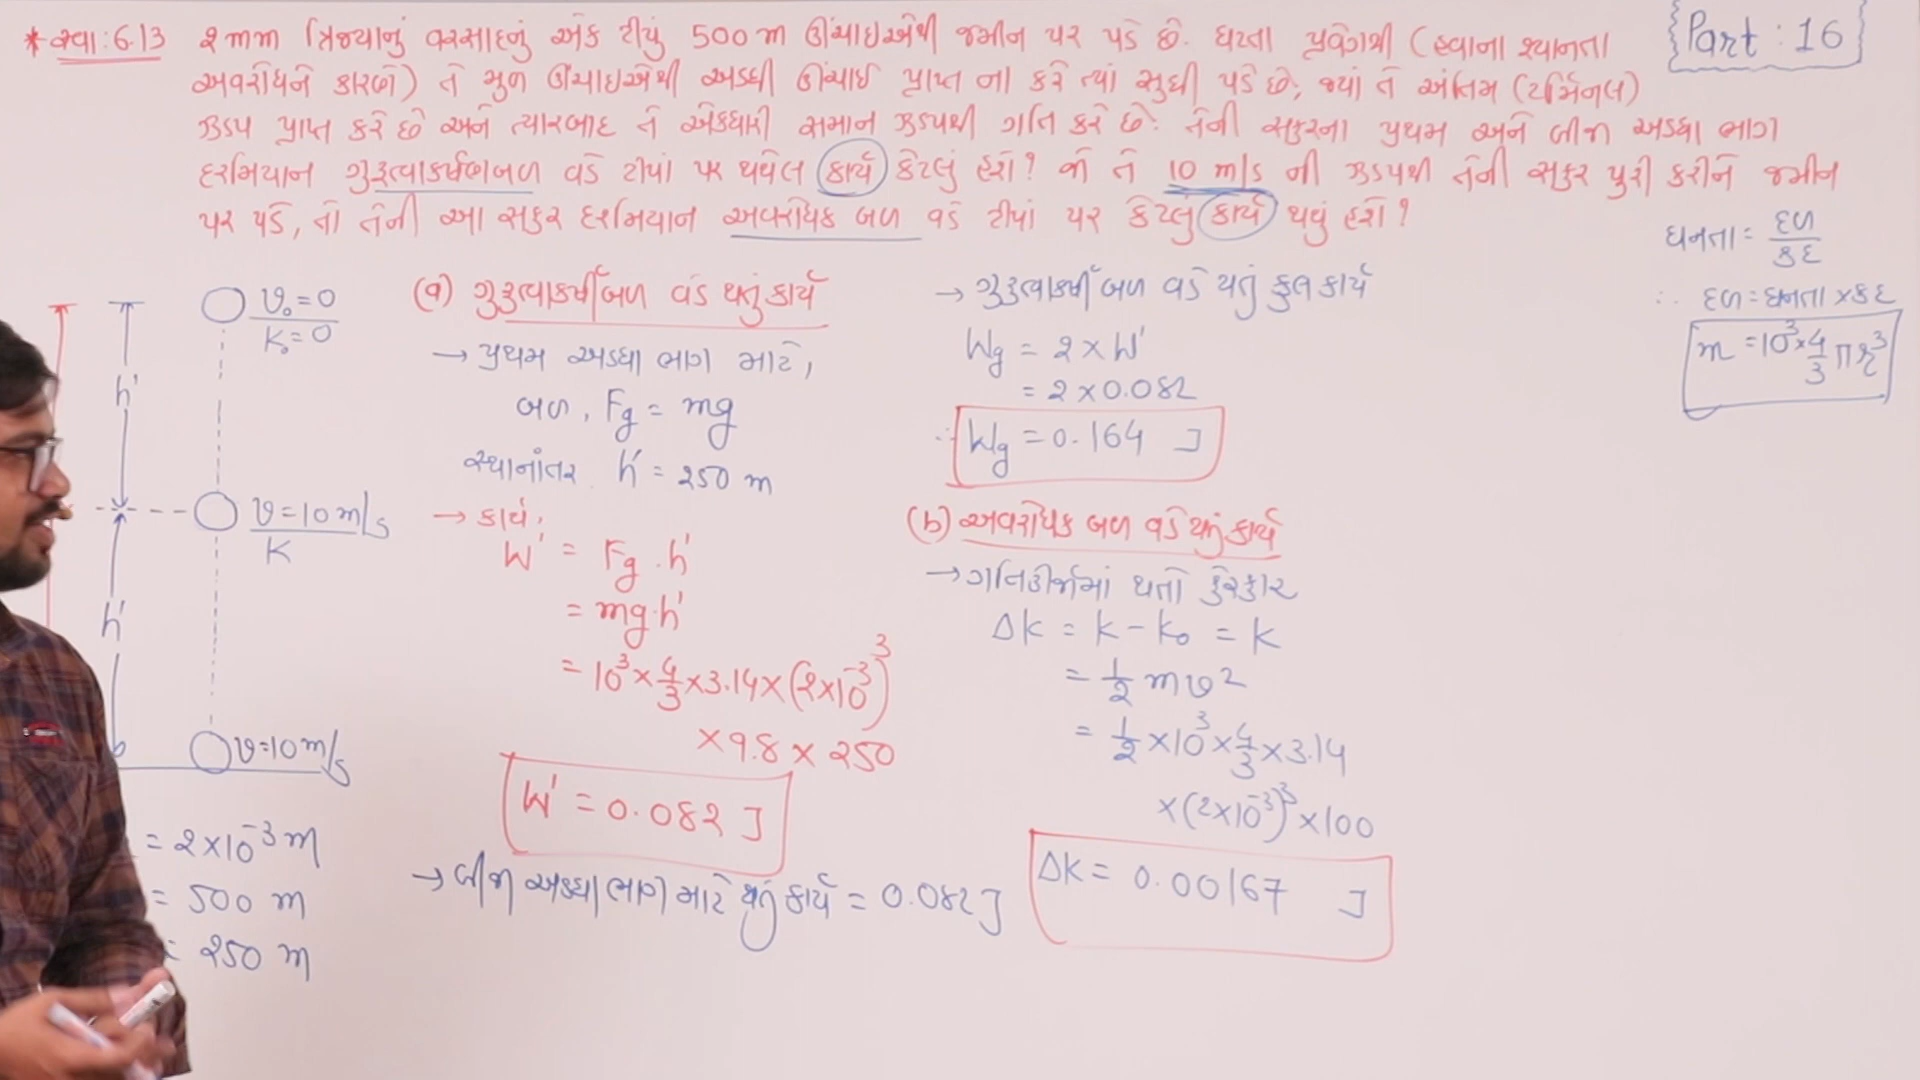 * સ્વા : 6.13 2 mm ત્રિજ્યાનું વરસાદનું એક ટીપું 500 m ઊંચાઇએથી જમીન પર પડે છે. ઘટતા પ્રવેગથી (હવાના શ્યાનતા
અવરોધને કારણે) તે મુળ ઊંચાઇએથી અડધી ઊંચાઇ પ્રાપ્ત ના કરે ત્યાં સુધી પડે છે, જ્યાં તે અંતિમ (ટર્મિનલ)
ઝડપ પ્રાપ્ત કરે છે અને ત્યારબાદ તે એકધારી સમાન ઝડપથી ગતિ કરે છે. તેની સફરના પ્રથમ અને બીજા અડધા ભાગ
દરમિયાન ગુરુત્વાકર્ષણબળ વડે ટીપાં પર થયેલ કાર્ય કેટલું હશે? જો તે 10 m/s ની ઝડપથી તેની સફર પુરી કરીને જમીન
પર પડે, તો તેની આ સફર દરમિયાન અવરોધક બળ વડે ટીપાં પર કેટલું કાર્ય થયું હશે?
Part : 16
ઘનતા = દળ / કદ
∴ દળ = ઘનતા × કદ
m = 10³ × 4/3 π r³
v₀ = 0
K₀ = 0
h'
v = 10 m/s
K
h'
v = 10 m/s
= 2 × 10⁻³ m
= 500 m
= 250 m
(a) ગુરુત્વાકર્ષી બળ વડે થતું કાર્ય
→ પ્રથમ અડધા ભાગ માટે,
બળ, Fg = mg
સ્થાનાંતર h' = 250 m
→ કાર્ય,
W' = Fg · h'
= mg · h'
= 10³ × 4/3 × 3.14 × (2 × 10⁻³)³
× 9.8 × 250
W' = 0.082 J
→ બીજા અડધા ભાગ માટે થતું કાર્ય = 0.082 J
→ ગુરુત્વાકર્ષી બળ વડે થતું કુલ કાર્ય
Wg = 2 × W'
= 2 × 0.082
∴ Wg = 0.164 J
(b) અવરોધક બળ વડે થતું કાર્ય
→ ગતિઊર્જામાં થતો ફેરફાર
ΔK = K - K₀ = K
= 1/2 m v²
= 1/2 × 10³ × 4/3 × 3.14
× (2 × 10⁻³)³ × 100
ΔK = 0.00167 J